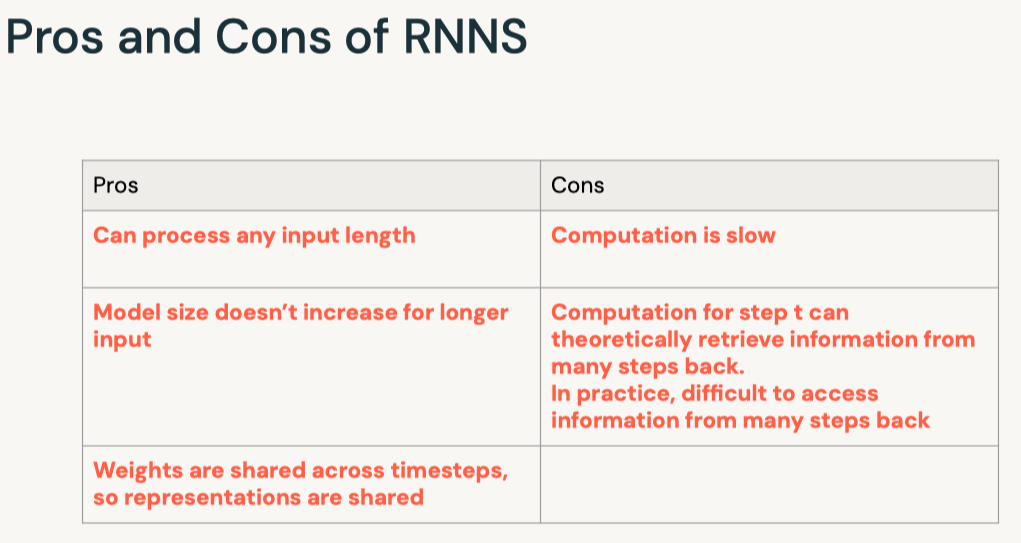 Pros and Cons of RNNS
Pros
Cons
Can process any input length
Computation is slow
Model size doesn’t increase for longer
input
Computation for step t can
theoretically retrieve information from
many steps back.
In practice, difficult to access
information from many steps back
Weights are shared across timesteps,
so representations are shared